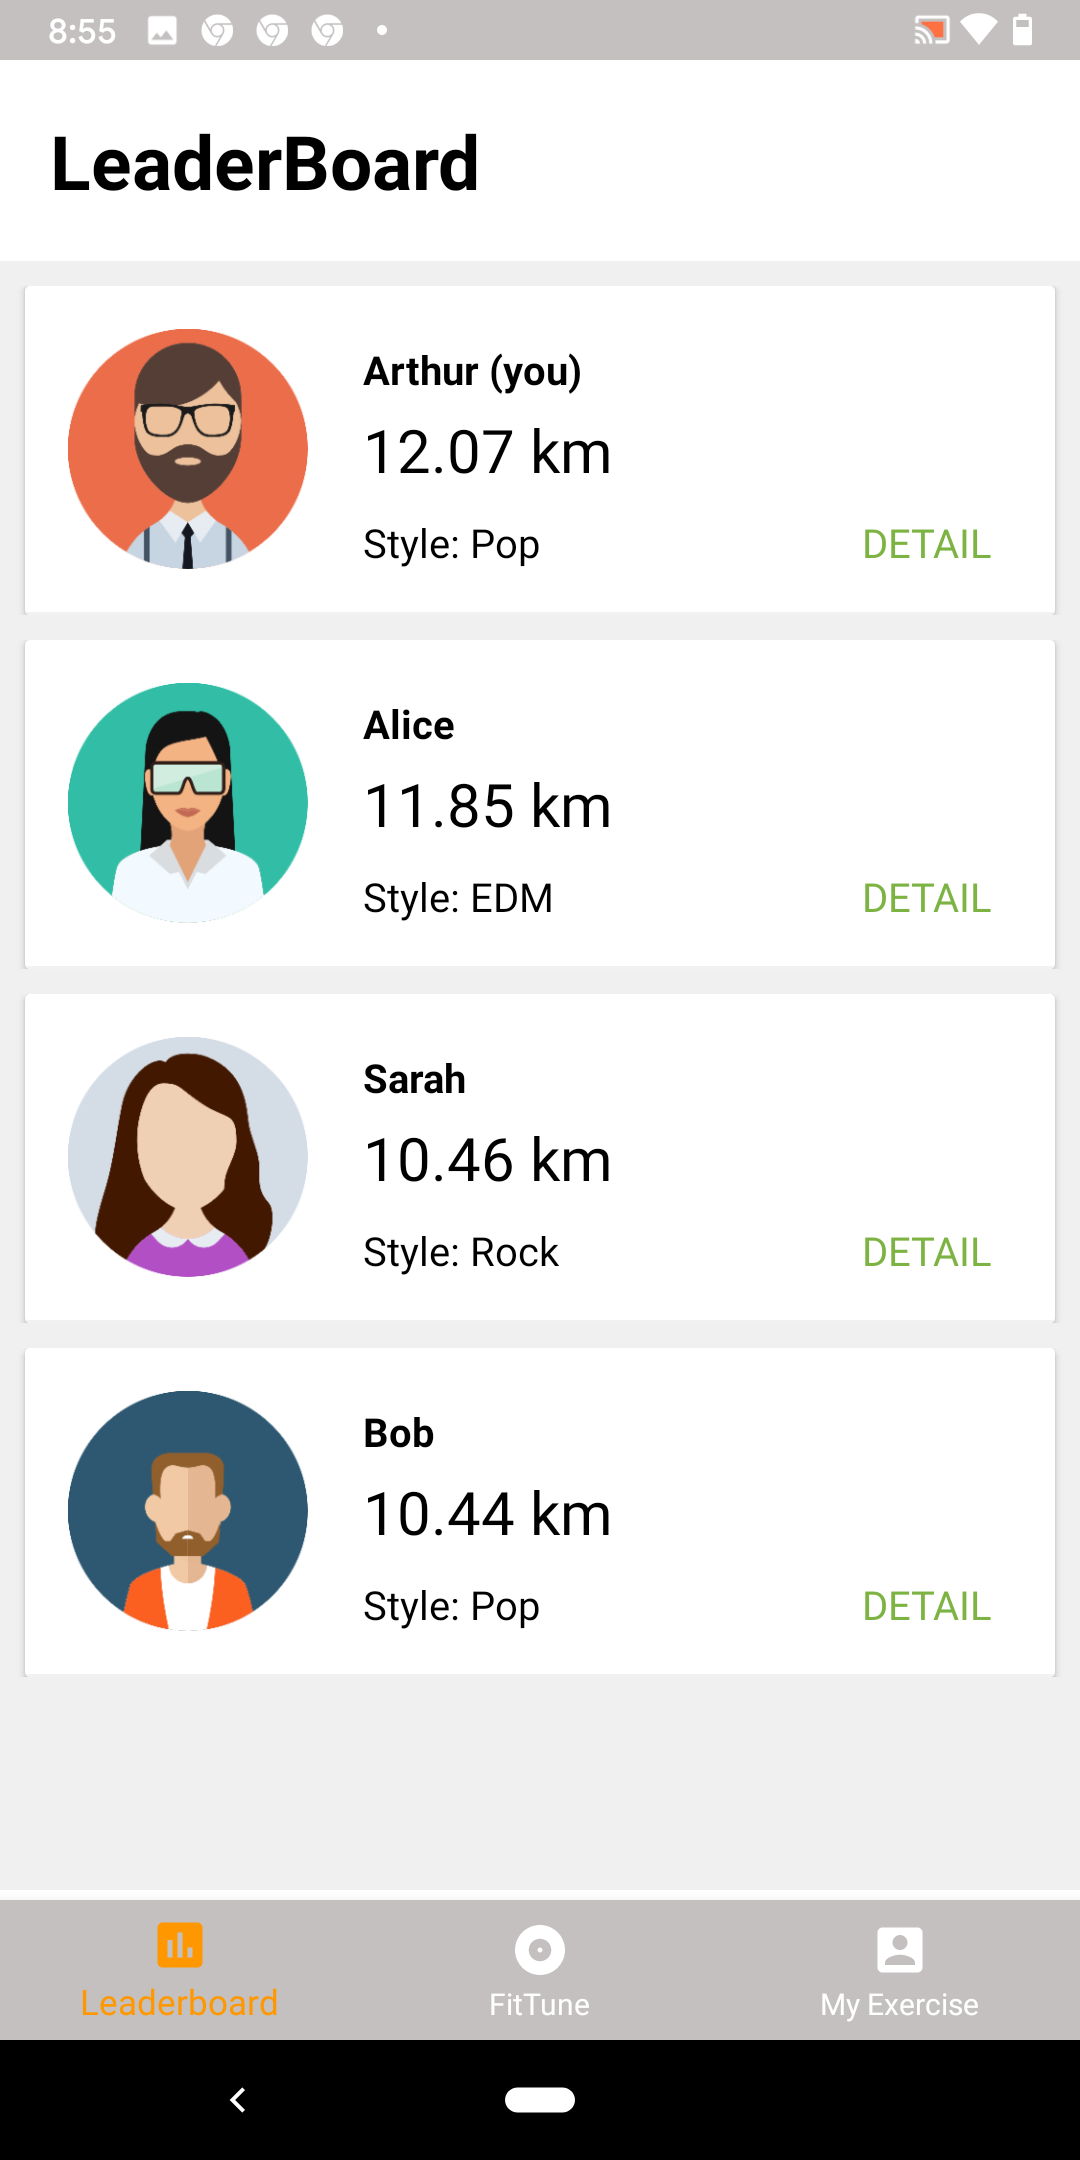 8:55
LeaderBoard
Arthur (you)
12.07 km
Style: Pop
DETAIL
Alice
11.85 km
Style: EDM
DETAIL
Sarah
10.46 km
Style: Rock
DETAIL
Bob
10.44 km
Style: Pop
DETAIL
Leaderboard
FitTune
My Exercise